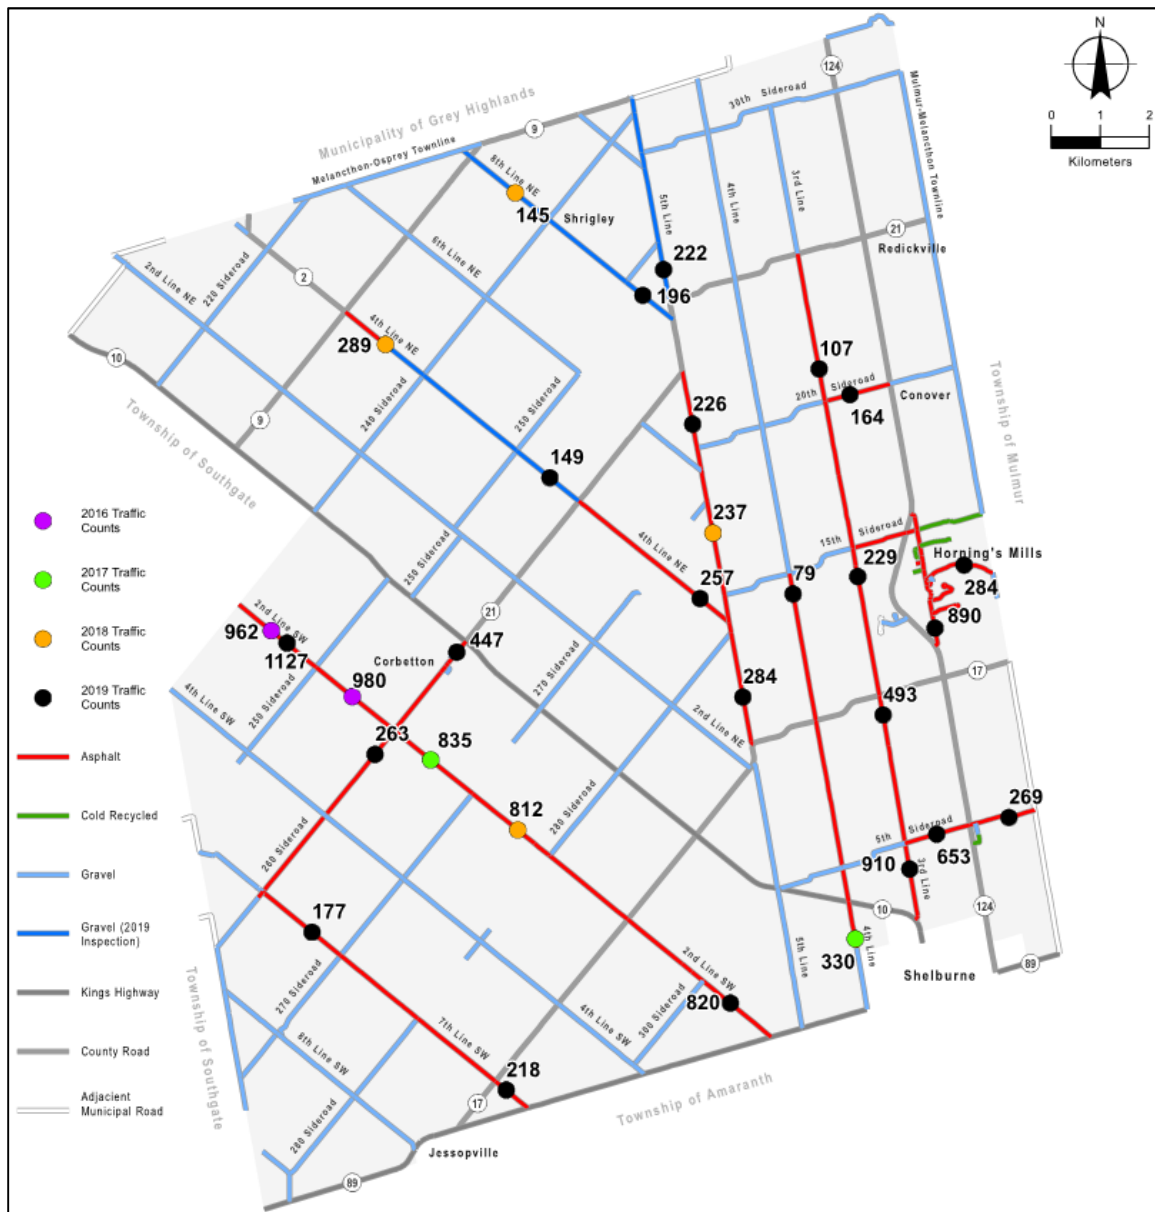 N
0 1 2
Kilometers
Municipality of Grey Highlands
Melancthon-Osprey Townline
9
124
30th Sideroad
Mulmur-Melancthon Townline
8th Line NE
145
Shrigley
5th Line
4th Line
3rd Line
21
Redickville
6th Line NE
2nd Line NE
220 Sideroad
2
222
196
4th Line NE
289
10
Township of Southgate
9
240 Sideroad
250 Sideroad
107
20th Sideroad
164
Conover
Township of Mulmur
226
149
237
15th Sideroad
Horning's Mills
4th Line NE
257
79
229
284
890
250 Sideroad
21
2016 Traffic
Counts
2017 Traffic
Counts
2018 Traffic
Counts
2019 Traffic
Counts
Asphalt
Cold Recycled
Gravel
Gravel (2019
Inspection)
Kings Highway
County Road
Adjacient
Municipal Road
2nd Line SW
962
1127
447
Corbetton
980
4th Line SW
250 Sideroad
270 Sideroad
284
2nd Line NE
17
493
263
835
812
280 Sideroad
260 Sideroad
269
5th Sideroad
653
910
3rd Line
10
124
177
4th Line
330
5th Line
Shelburne
89
2nd Line SW
820
300 Sideroad
4th Line SW
270 Sideroad
7th Line SW
8th Line SW
Township of Southgate
218
17
Township of Amaranth
280 Sideroad
Jessopville
89